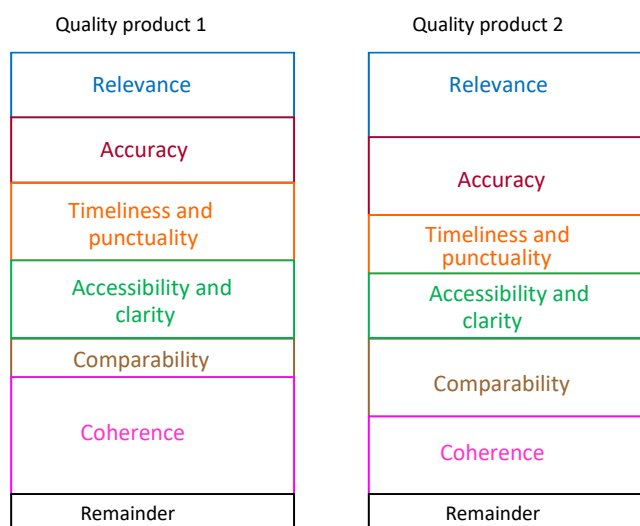 Quality product 1
Relevance
Accuracy
Timeliness and
punctuality
Accessibility and
clarity
Comparability
Coherence
Remainder
Quality product 2
Relevance
Accuracy
Timeliness and
punctuality
Accessibility and
clarity
Comparability
Coherence
Remainder